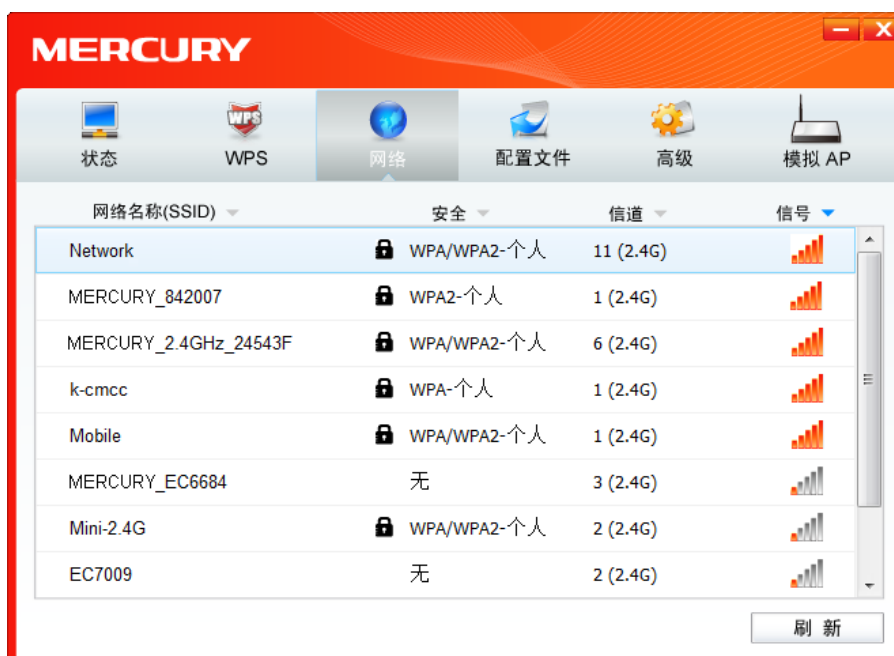 MERCURY
状态 WPS 网络 配置文件 高级 模拟 AP
网络名称(SSID) 安全 信道 信号
Network WPA/WPA2-个人 11 (2.4G)
MERCURY_842007 WPA2-个人 1 (2.4G)
MERCURY_2.4GHz_24543F WPA/WPA2-个人 6 (2.4G)
k-cmcc WPA-个人 1 (2.4G)
Mobile WPA/WPA2-个人 1 (2.4G)
MERCURY_EC6684 无 3 (2.4G)
Mini-2.4G WPA/WPA2-个人 2 (2.4G)
EC7009 无 2 (2.4G)
刷 新